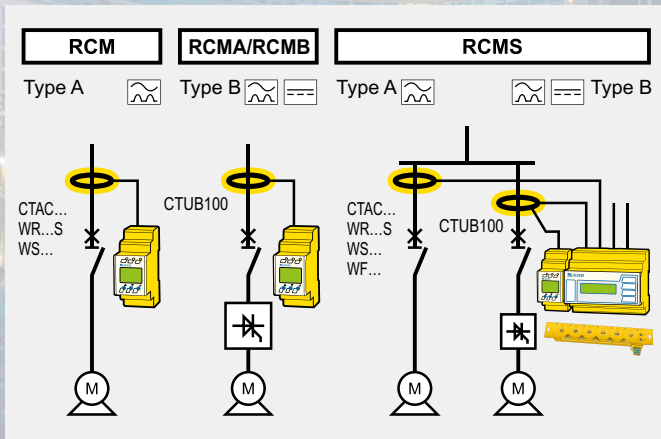 RCM
RCMA/RCMB
RCMS
Type A
Type B
Type A
Type B
CTAC...
WR...S
WS...
CTUB100
CTAC...
WR...S
WS...
WF...
CTUB100
M
M
M
M